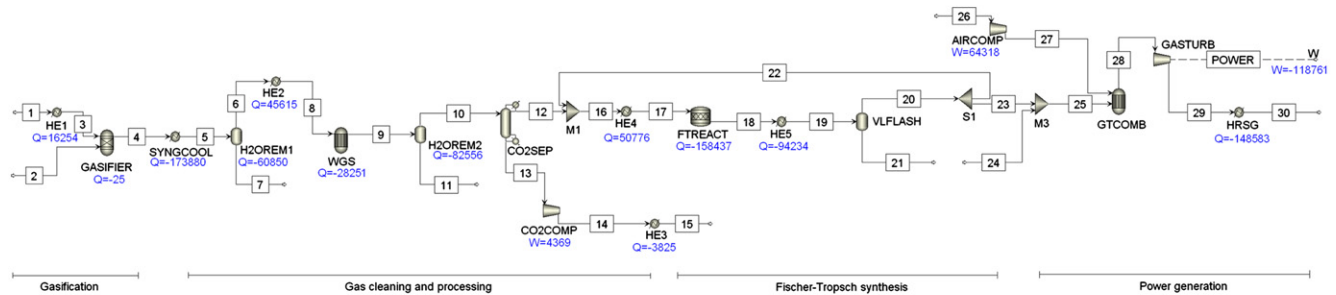 1
HE1
Q=16254
3
2
GASIFIER
Q=-25
4
SYNGCOOL
Q=-173880
5
6
HE2
Q=45615
8
H2OREM1
Q=-60850
7
WGS
Q=-28251
9
10
H2OREM2
Q=-82556
11
CO2SEP
12
13
CO2COMP
W=4369
14
HE3
Q=-3825
15
M1
22
16
HE4
Q=50776
17
FTREACT
Q=-158437
18
HE5
Q=-94234
19
VLFLASH
20
21
S1
23
24
M3
25
26
AIRCOMP
W=64318
27
GTCOMB
28
GASTURB
POWER
W
W=-118761
29
HRSG
Q=-148583
30
Gasification
Gas cleaning and processing
Fischer-Tropsch synthesis
Power generation